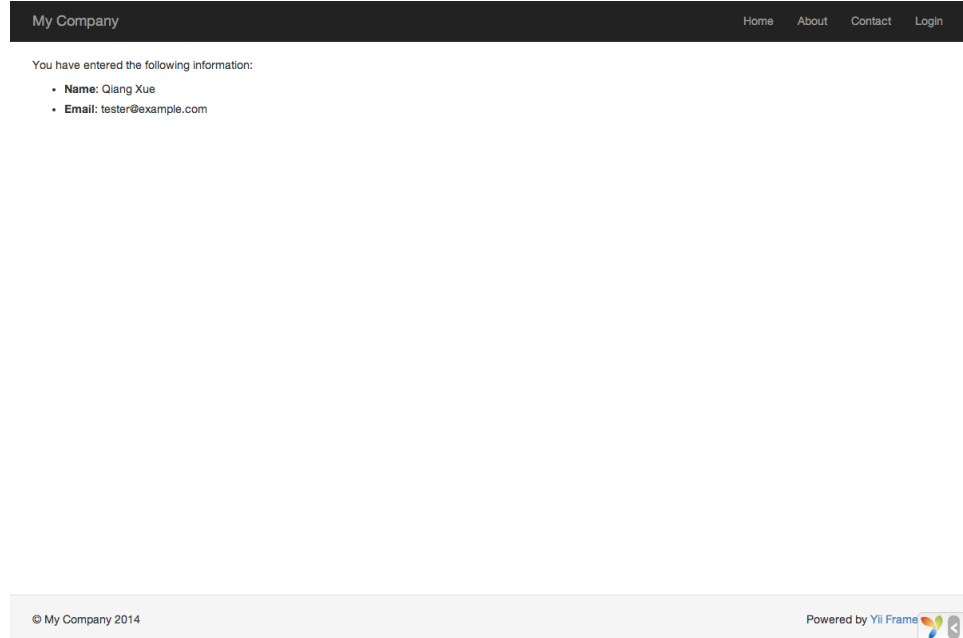 My Company Home About Contact Login
You have entered the following information:
• Name: Qiang Xue
• Email: tester@example.com
© My Company 2014 Powered by Yii Frame